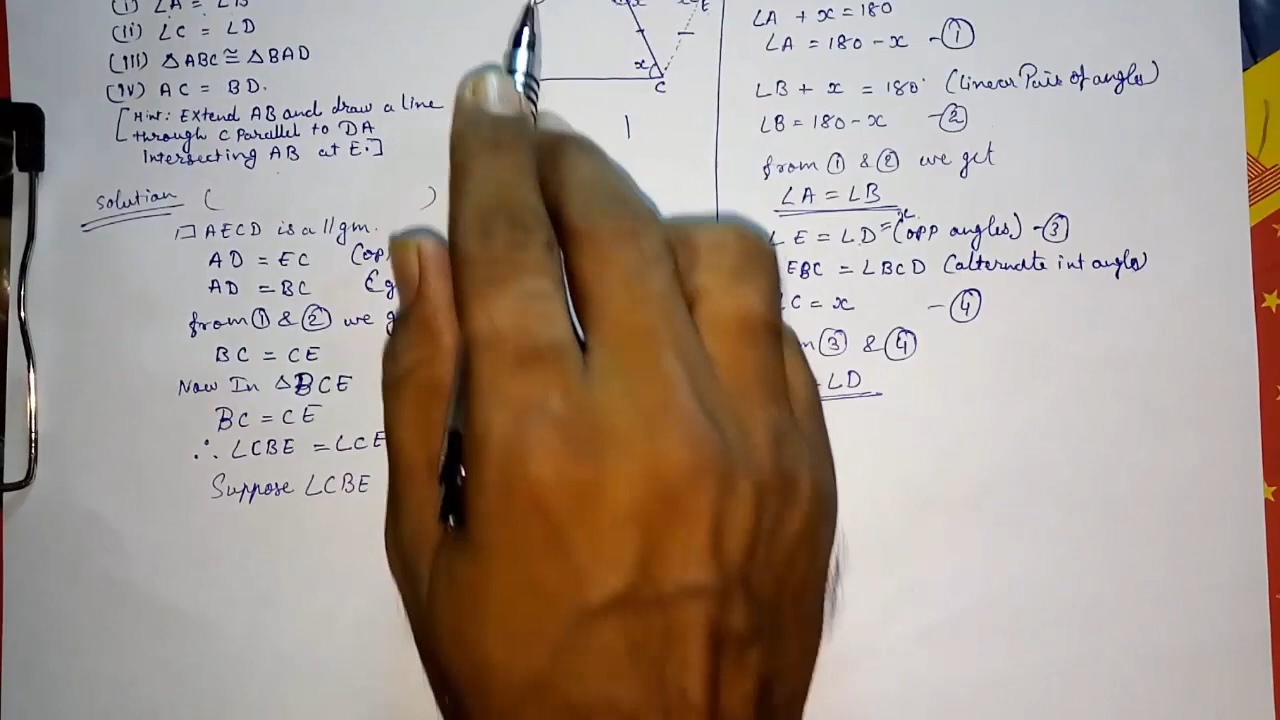 (i) ∠A = ∠B
(ii) ∠C = ∠D
(III) △ABC ≅ △BAD
(IV) AC = BD.
[Hint: Extend AB and draw a line
through C Parallel to DA
Intersecting AB at E.]
Solution ( )
▱ AECD is a //gm.
AD = EC (op
AD = BC
from ① & ② we g
BC = CE
Now In △BCE
BC = CE
∴ ∠CBE = ∠CE
Suppose ∠CBE
x
x E
x
C
∠A + x = 180
∠A = 180 - x -①
∠B + x = 180° (linear Pair of angles)
∠B = 180 - x -②
from ① & ② we get
∠A = ∠B
∠E = ∠D = x (opp angles) -③
EBC = ∠BCD (alternate int angles)
∠C = x -④
m ③ & ④
= ∠D